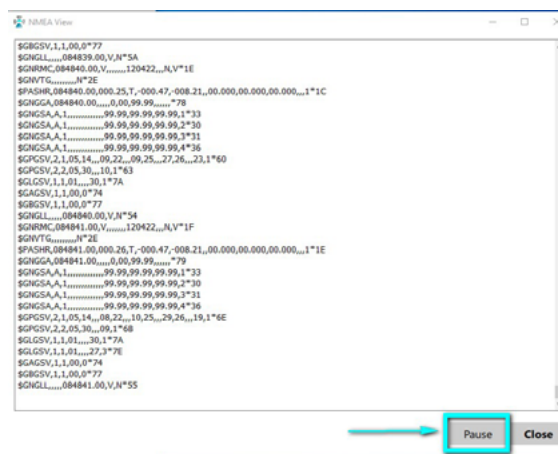 NMEA View
$GBGSV,1,1,00,0*77
$GNGLL,,,,,084839.00,V,N*5A
$GNRMC,084840.00,V,,,,,,,120422,,,N,V*1E
$GNVTG,,,,,,,,,N*2E
$PASHR,084840.00,000.25,T,-000.47,-008.21,,00.000,00.000,00.000,,,1*1C
$GNGGA,084840.00,,,,,0,00,99.99,,,,,,*78
$GNGSA,A,1,,,,,,,,,,,,,99.99,99.99,99.99,1*33
$GNGSA,A,1,,,,,,,,,,,,,99.99,99.99,99.99,2*30
$GNGSA,A,1,,,,,,,,,,,,,99.99,99.99,99.99,3*31
$GNGSA,A,1,,,,,,,,,,,,,99.99,99.99,99.99,4*36
$GPGSV,2,1,05,14,,,09,22,,,09,25,,,27,26,,,23,1*60
$GPGSV,2,2,05,30,,,10,1*63
$GLGSV,1,1,01,,,,30,1*7A
$GAGSV,1,1,00,0*74
$GBGSV,1,1,00,0*77
$GNGLL,,,,,084840.00,V,N*54
$GNRMC,084841.00,V,,,,,,,120422,,,N,V*1F
$GNVTG,,,,,,,,,N*2E
$PASHR,084841.00,000.26,T,-000.47,-008.21,,00.000,00.000,00.000,,,1*1E
$GNGGA,084841.00,,,,,0,00,99.99,,,,,,*79
$GNGSA,A,1,,,,,,,,,,,,,99.99,99.99,99.99,1*33
$GNGSA,A,1,,,,,,,,,,,,,99.99,99.99,99.99,2*30
$GNGSA,A,1,,,,,,,,,,,,,99.99,99.99,99.99,3*31
$GNGSA,A,1,,,,,,,,,,,,,99.99,99.99,99.99,4*36
$GPGSV,2,1,05,14,,,08,22,,,10,25,,,29,26,,,19,1*6E
$GPGSV,2,2,05,30,,,09,1*6B
$GLGSV,1,1,01,,,,30,1*7A
$GLGSV,1,1,01,,,,27,3*7E
$GAGSV,1,1,00,0*74
$GBGSV,1,1,00,0*77
$GNGLL,,,,,084841.00,V,N*55
Pause Close